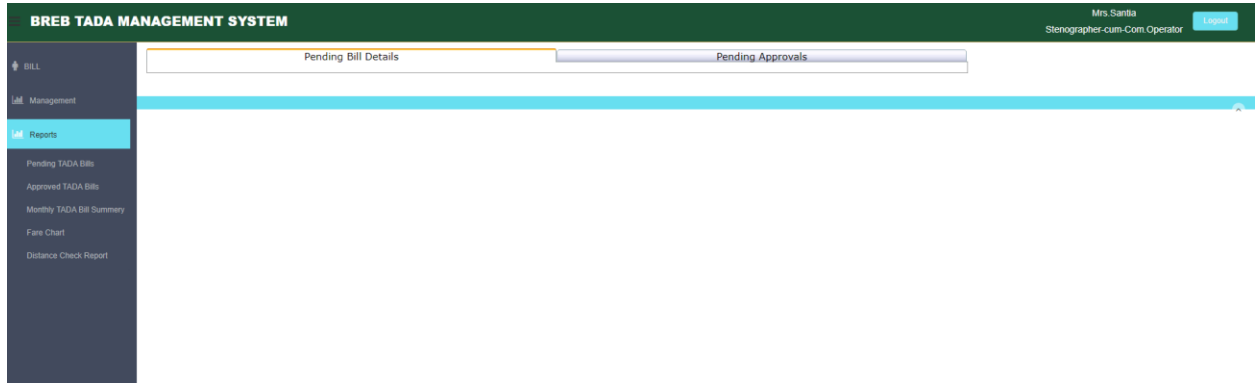 BREB TADA MANAGEMENT SYSTEM
Mrs.Santia
Stenographer-cum-Com.Operator
Logout
Pending Bill Details
Pending Approvals
BILL
Management
Reports
Pending TADA Bills
Approved TADA Bills
Monthly TADA Bill Summery
Fare Chart
Distance Check Report